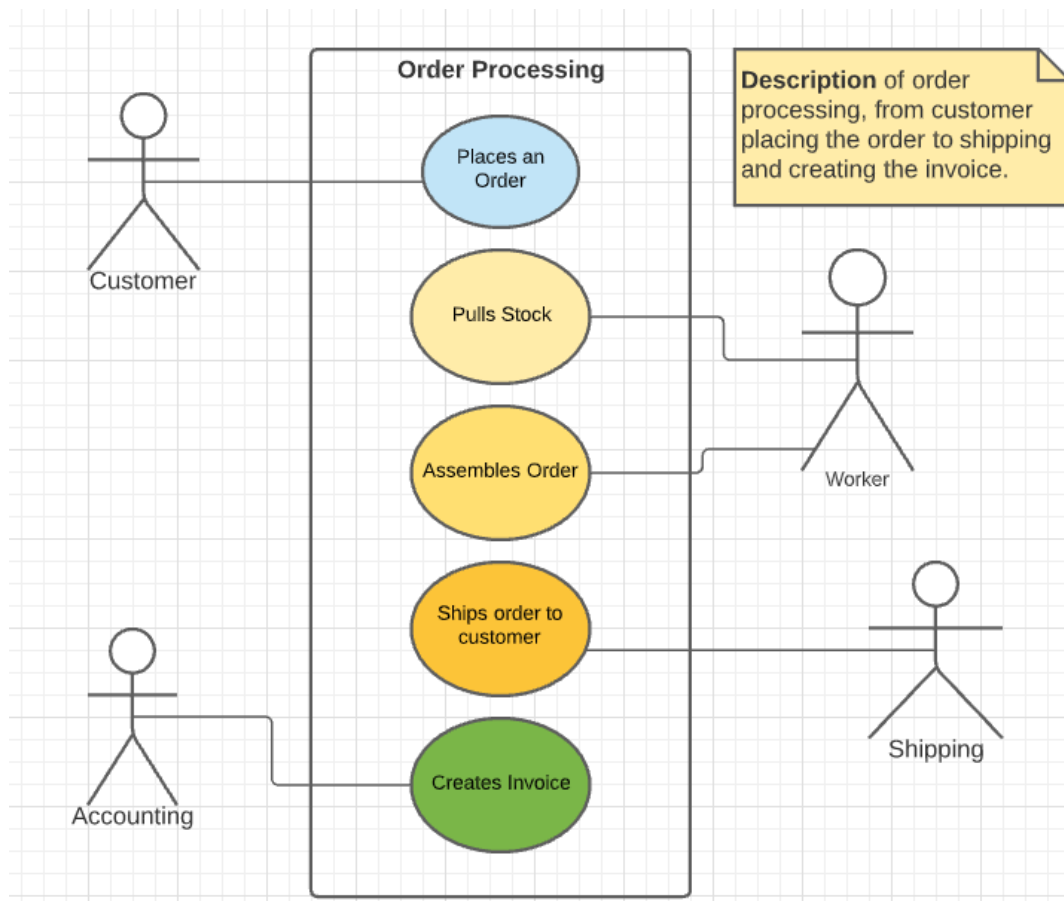 Order Processing
Description of order
processing, from customer
placing the order to shipping
and creating the invoice.
Places an
Order
Customer
Pulls Stock
Assembles Order
Worker
Ships order to
customer
Shipping
Creates Invoice
Accounting